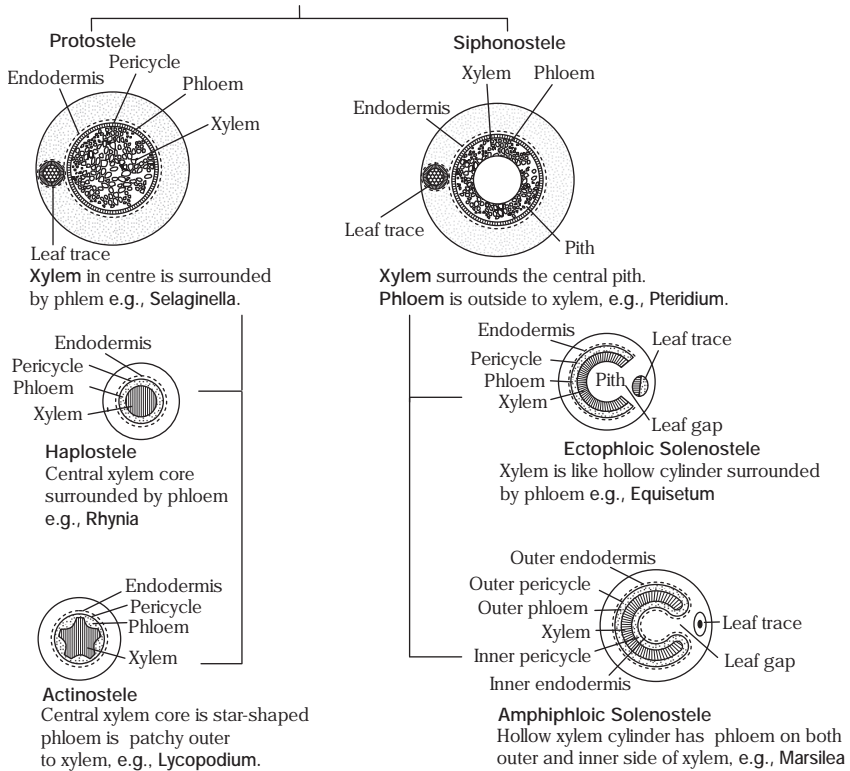 Protostele
Pericycle
Endodermis
Phloem
Xylem
Leaf trace
Xylem in centre is surrounded
by phlem e.g., Selaginella.
Siphonostele
Xylem Phloem
Endodermis
Leaf trace
Pith
Xylem surrounds the central pith.
Phloem is outside to xylem, e.g., Pteridium.
Endodermis
Pericycle
Phloem
Xylem
Haplostele
Central xylem core
surrounded by phloem
e.g., Rhynia
Endodermis
Leaf trace
Pericycle
Phloem
Pith
Xylem
Leaf gap
Ectophloic Solenostele
Xylem is like hollow cylinder surrounded
by phloem e.g., Equisetum
Endodermis
Pericycle
Phloem
Xylem
Actinostele
Central xylem core is star-shaped
phloem is patchy outer
to xylem, e.g., Lycopodium.
Outer endodermis
Outer pericycle
Outer phloem
Xylem
Leaf trace
Inner pericycle
Leaf gap
Inner endodermis
Amphiphloic Solenostele
Hollow xylem cylinder has phloem on both
outer and inner side of xylem, e.g., Marsilea